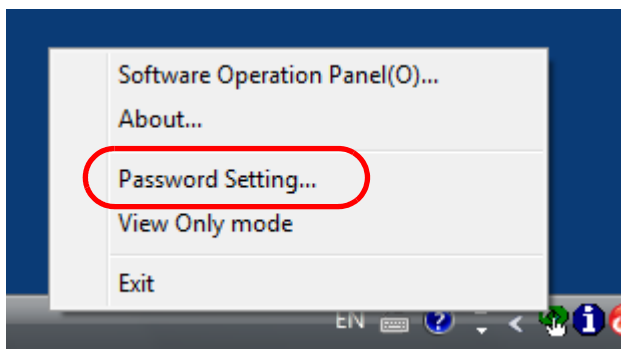 Software Operation Panel(O)...
About...
Password Setting...
View Only mode
Exit
EN